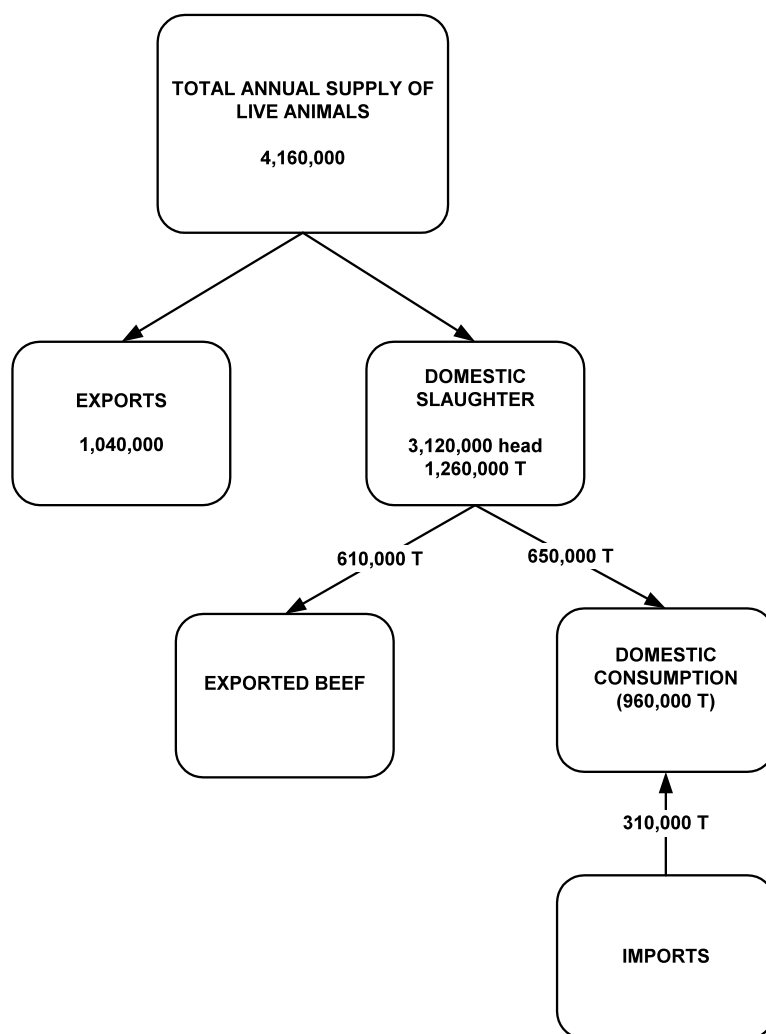 TOTAL ANNUAL SUPPLY OF
LIVE ANIMALS
4,160,000
EXPORTS
1,040,000
DOMESTIC
SLAUGHTER
3,120,000 head
1,260,000 T
610,000 T
650,000 T
EXPORTED BEEF
DOMESTIC
CONSUMPTION
(960,000 T)
310,000 T
IMPORTS